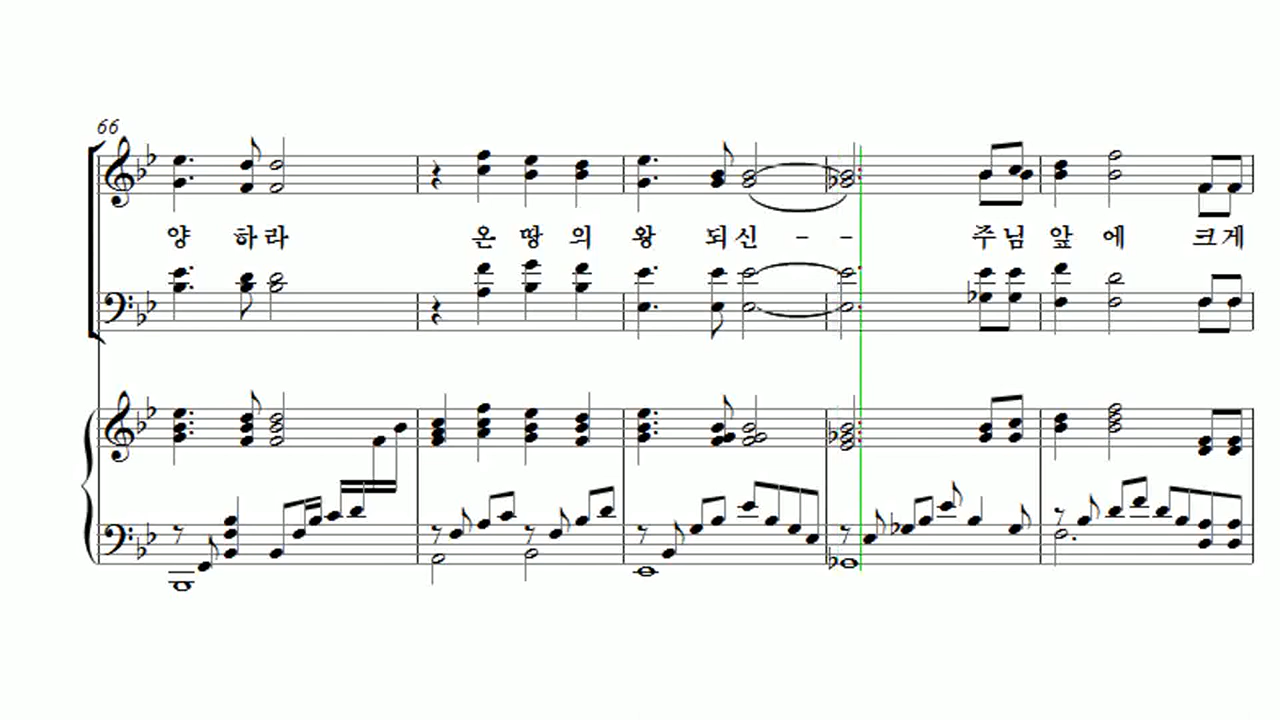 66
양 하 라 온 땅 의 왕 되 신 - - 주 님 앞 에 크 게